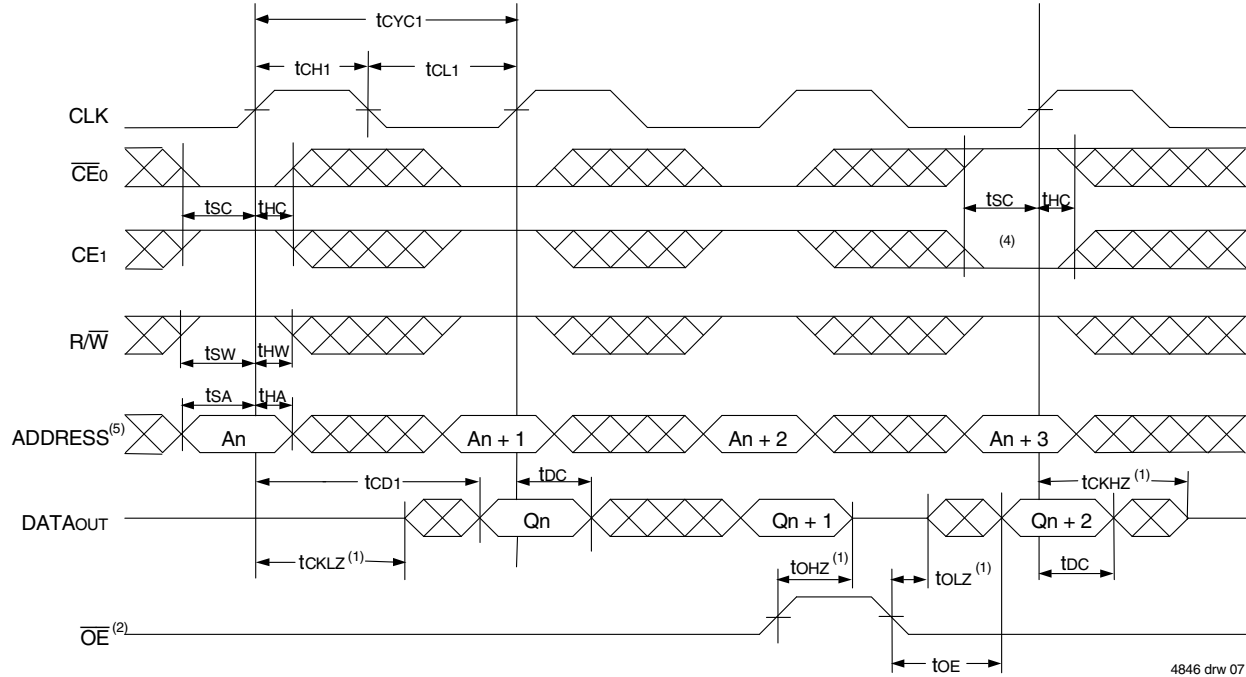 tCYC1
tCH1
tCL1
CLK
CE0
tSC
tHC
tSC
tHC
CE1
(4)
R/W
tSW
tHW
tSA
tHA
ADDRESS(5)
An
An + 1
An + 2
An + 3
tCD1
tDC
tCKHZ(1)
DATAOUT
Qn
Qn + 1
Qn + 2
tCKLZ(1)
tOHZ(1)
tOLZ(1)
tDC
OE(2)
tOE
4846 drw 07